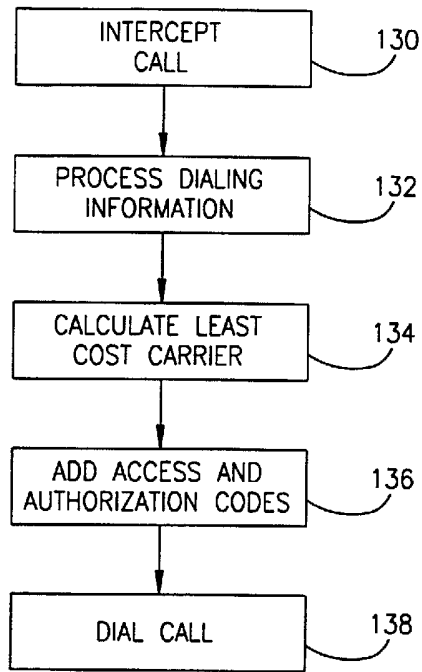 INTERCEPT
CALL
130
PROCESS DIALING
INFORMATION
132
CALCULATE LEAST
COST CARRIER
134
ADD ACCESS AND
AUTHORIZATION CODES
136
DIAL CALL
138